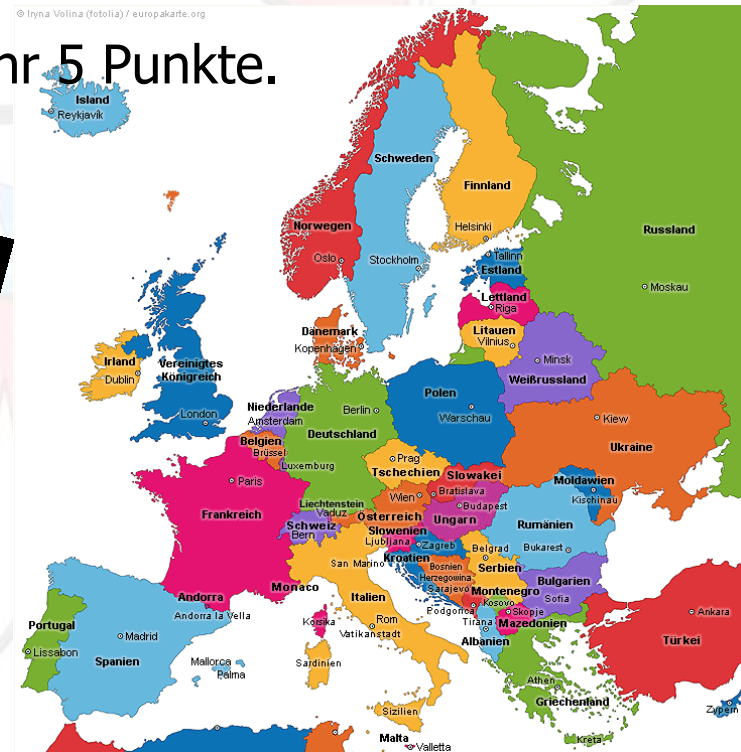 © Iryna Volina (fotolia) / europakarte.org
hr 5 Punkte.
Island
Reykjavík
Schweden
Finnland
Norwegen
Helsinki
Russland
Oslo
Stockholm
Tallinn
Estland
Moskau
Lettland
Riga
Dänemark
Litauen
Kopenhagen
Vilnius
Irland
Vereinigtes
Königreich
Dublin
Minsk
Weißrussland
London
Niederlande
Amsterdam
Berlin
Polen
Warschau
Kiew
Deutschland
Belgien
Brüssel
Ukraine
Luxemburg
Prag
Tschechien
Paris
Slowakei
Moldawien
Wien
Bratislava
Kischinau
Liechtenstein
Vaduz
Budapest
Frankreich
Österreich
Ungarn
Schweiz
Bern
Slowenien
Ljubljana
Rumänien
Zagreb
Kroatien
Belgrad
Bukarest
San Marino
Bosnien
Herzegowina
Serbien
Sarajevo
Bulgarien
Monaco
Montenegro
Andorra
Italien
Kosovo
Sofia
Andorra la Vella
Podgorica
Skopje
Korsika
Rom
Tirana
Mazedonien
Ankara
Portugal
Vatikanstadt
Madrid
Albanien
Türkei
Lissabon
Spanien
Mallorca
Palma
Sardinien
Athen
Griechenland
Sizilien
Zypern
Malta
Valletta
Kreta